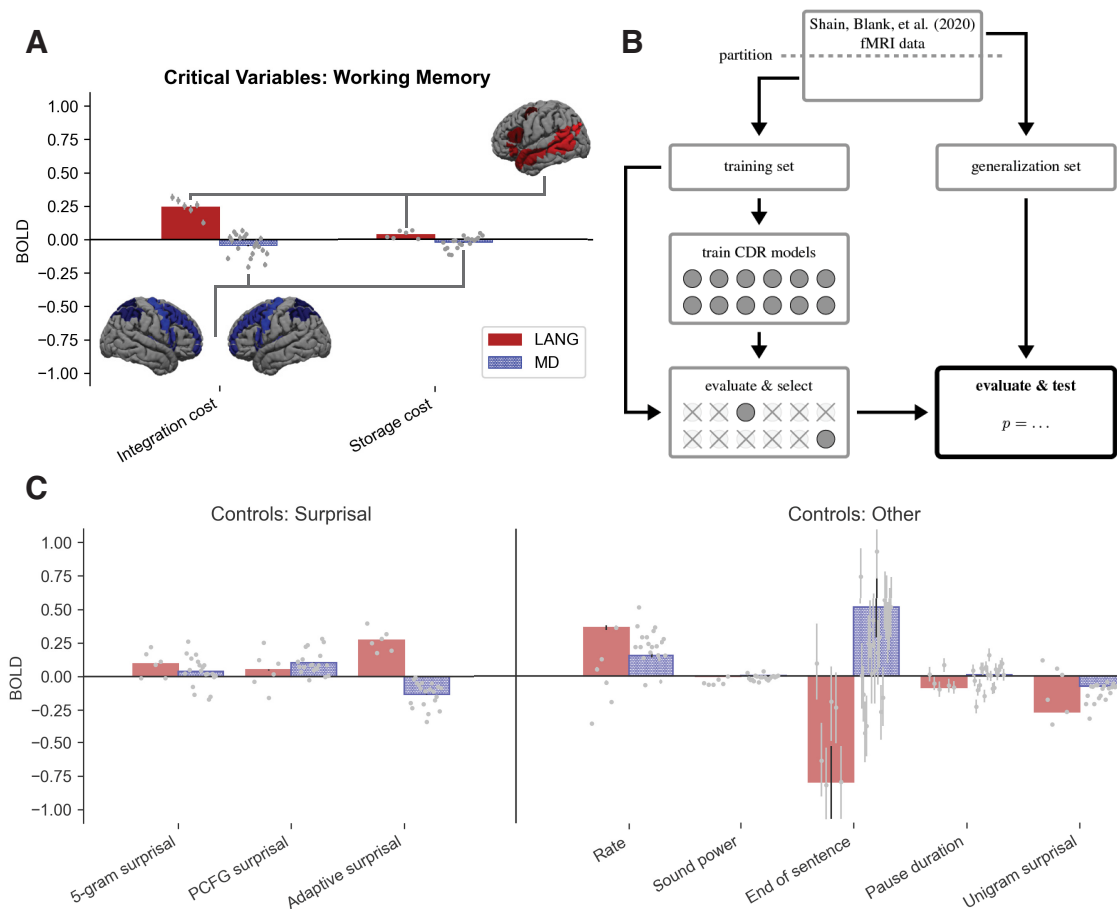 A
Critical Variables: Working Memory
BOLD
1.00
0.75
0.50
0.25
0.00
−0.25
−0.50
−0.75
−1.00
LANG
MD
Integration cost
Storage cost
B
Shain, Blank, et al. (2020)
fMRI data
partition
training set
generalization set
train CDR models
evaluate & select
evaluate & test
p = ...
C
Controls: Surprisal
Controls: Other
BOLD
1.00
0.75
0.50
0.25
0.00
−0.25
−0.50
−0.75
−1.00
5-gram surprisal
PCFG surprisal
Adaptive surprisal
Rate
Sound power
End of sentence
Pause duration
Unigram surprisal